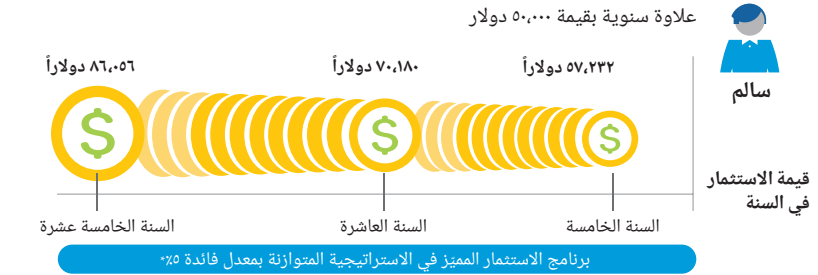 علاوة سنوية بقيمة ٥٠،٠٠٠ دولار
سالم
٥٧،٢٣٢ دولاراً
٧٠،١٨٠ دولاراً
٨٦،٠٥٦ دولاراً
$ $ $
قيمة الاستثمار
في السنة
السنة الخامسة
السنة العاشرة
السنة الخامسة عشرة
برنامج الاستثمار المميّز في الاستراتيجية المتوازنة بمعدل فائدة ٥٪*